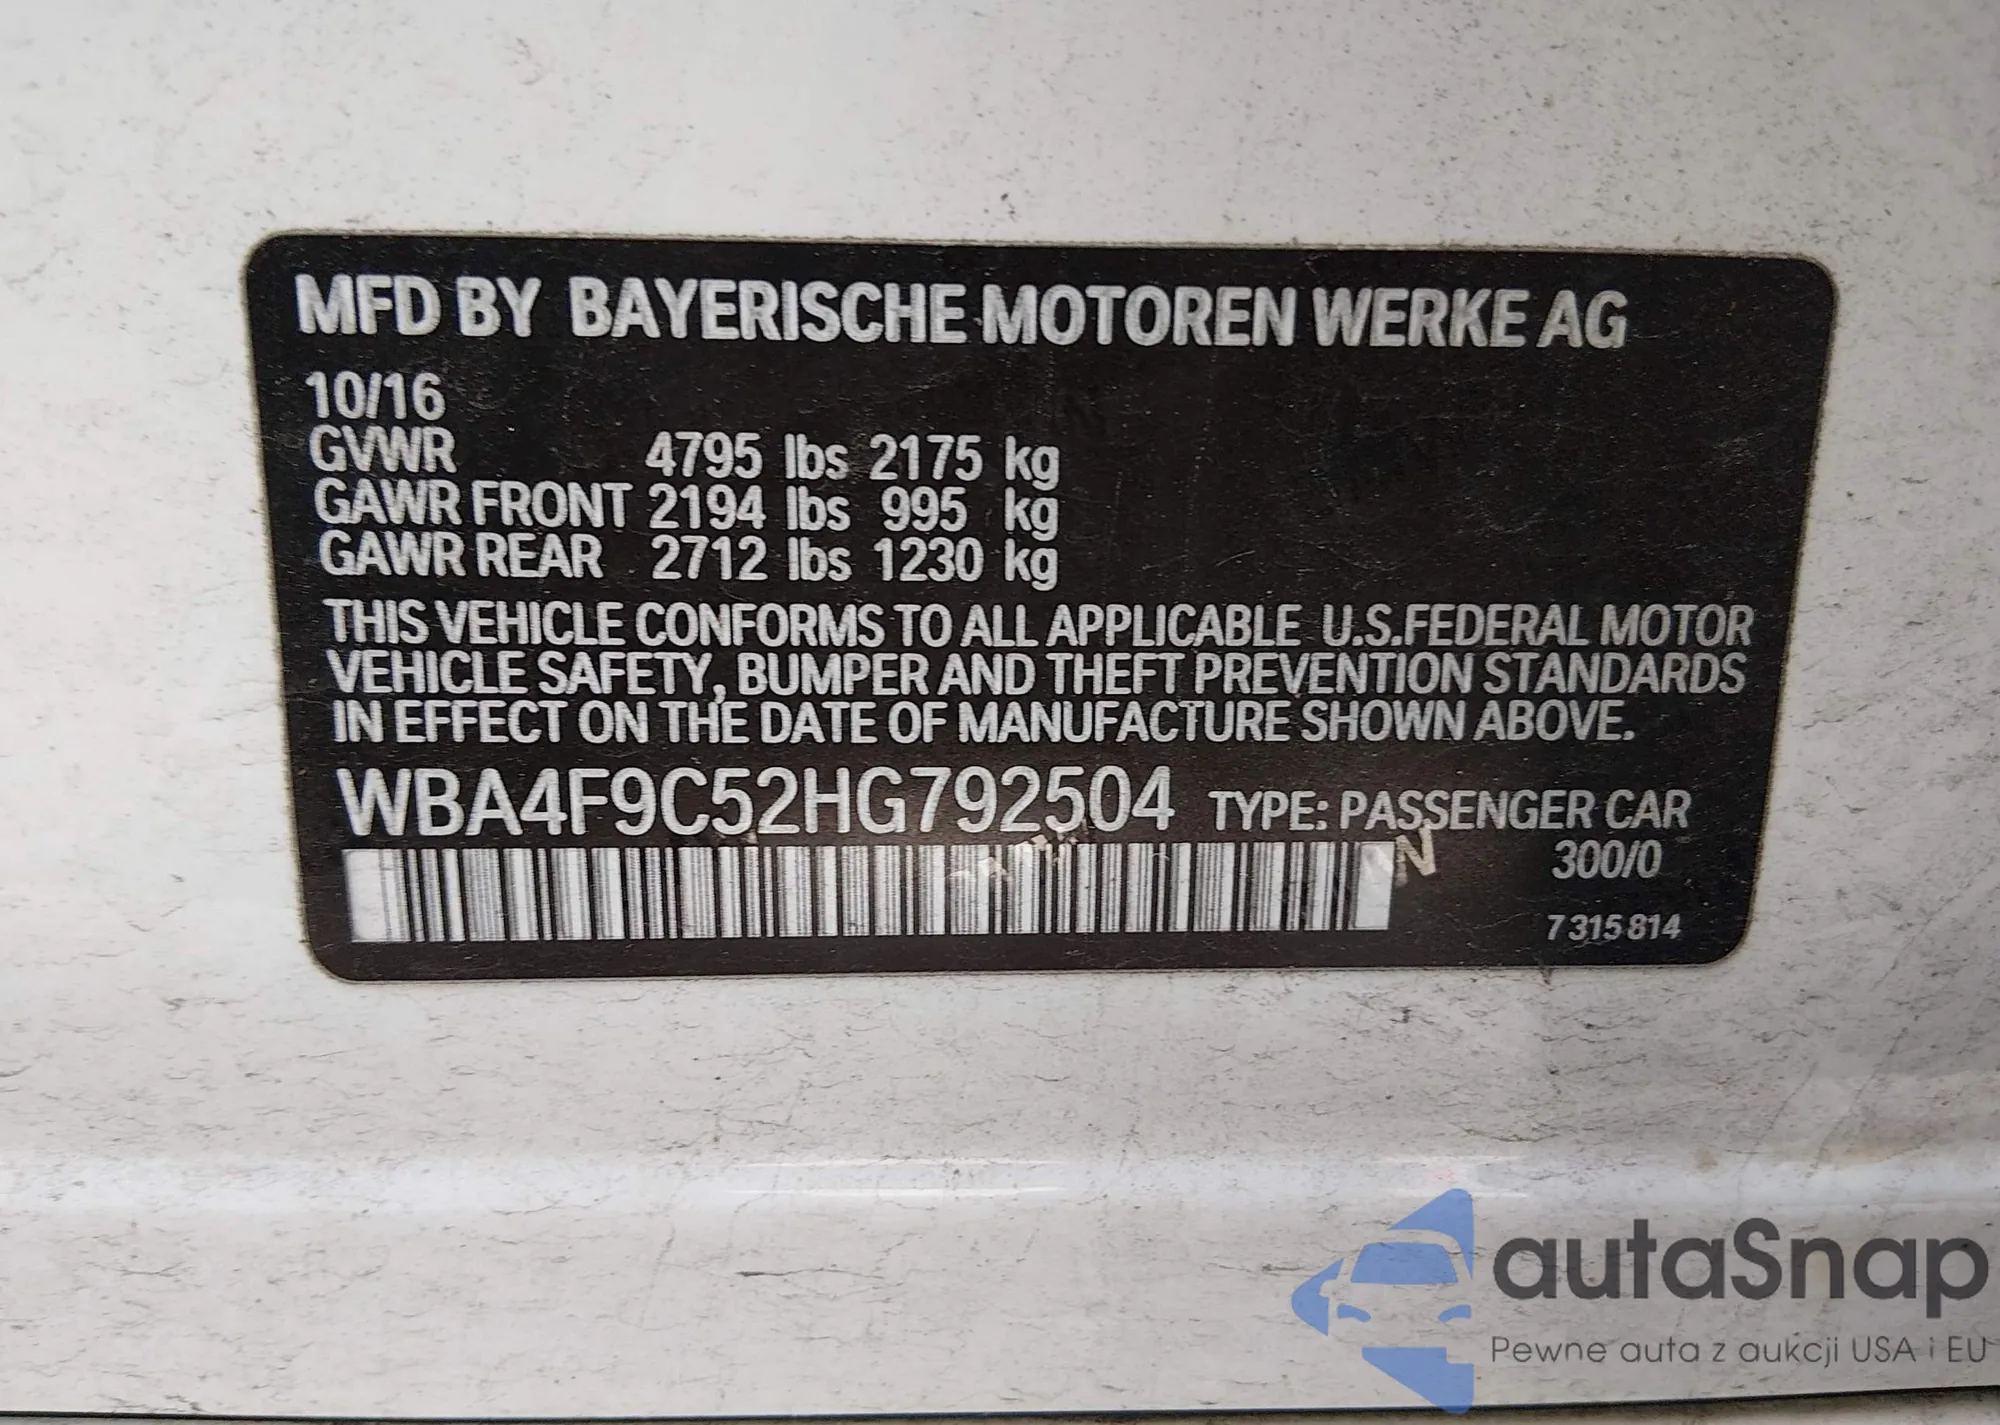 MFD BY BAYERISCHE MOTOREN WERKE AG
10/16
GVWR 4795 lbs 2175 kg
GAWR FRONT 2194 lbs 995 kg
GAWR REAR 2712 lbs 1230 kg
THIS VEHICLE CONFORMS TO ALL APPLICABLE U.S.FEDERAL MOTOR
VEHICLE SAFETY, BUMPER AND THEFT PREVENTION STANDARDS
IN EFFECT ON THE DATE OF MANUFACTURE SHOWN ABOVE.
WBA4F9C52HG792504 TYPE: PASSENGER CAR
300/0
7 315 814
autaSnap
Pewne auta z aukcji USA i EU